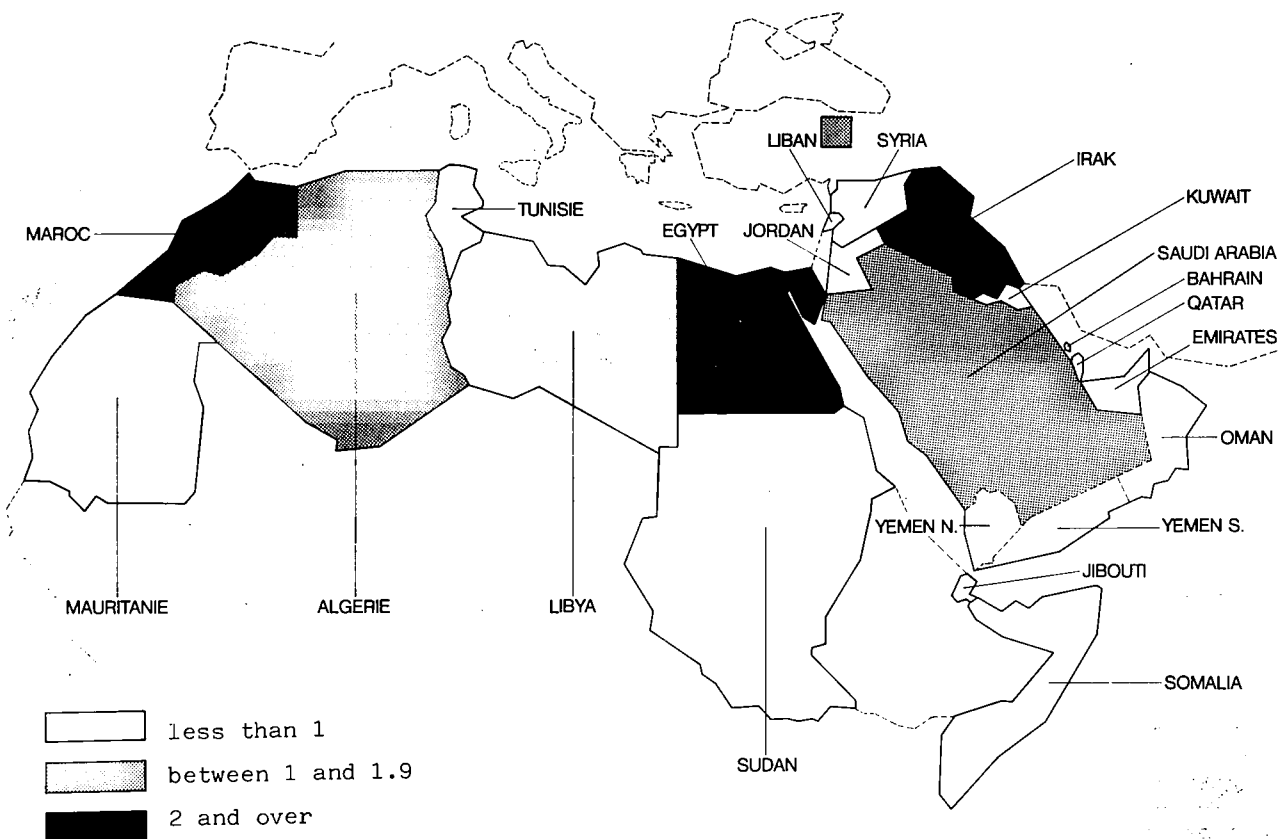 LIBAN
SYRIA
IRAK
KUWAIT
MAROC
TUNISIE
EGYPT
JORDAN
SAUDI ARABIA
BAHRAIN
QATAR
EMIRATES
OMAN
YEMEN N.
YEMEN S.
JIBOUTI
MAURITANIE
ALGERIE
LIBYA
SOMALIA
SUDAN
less than 1
between 1 and 1.9
2 and over